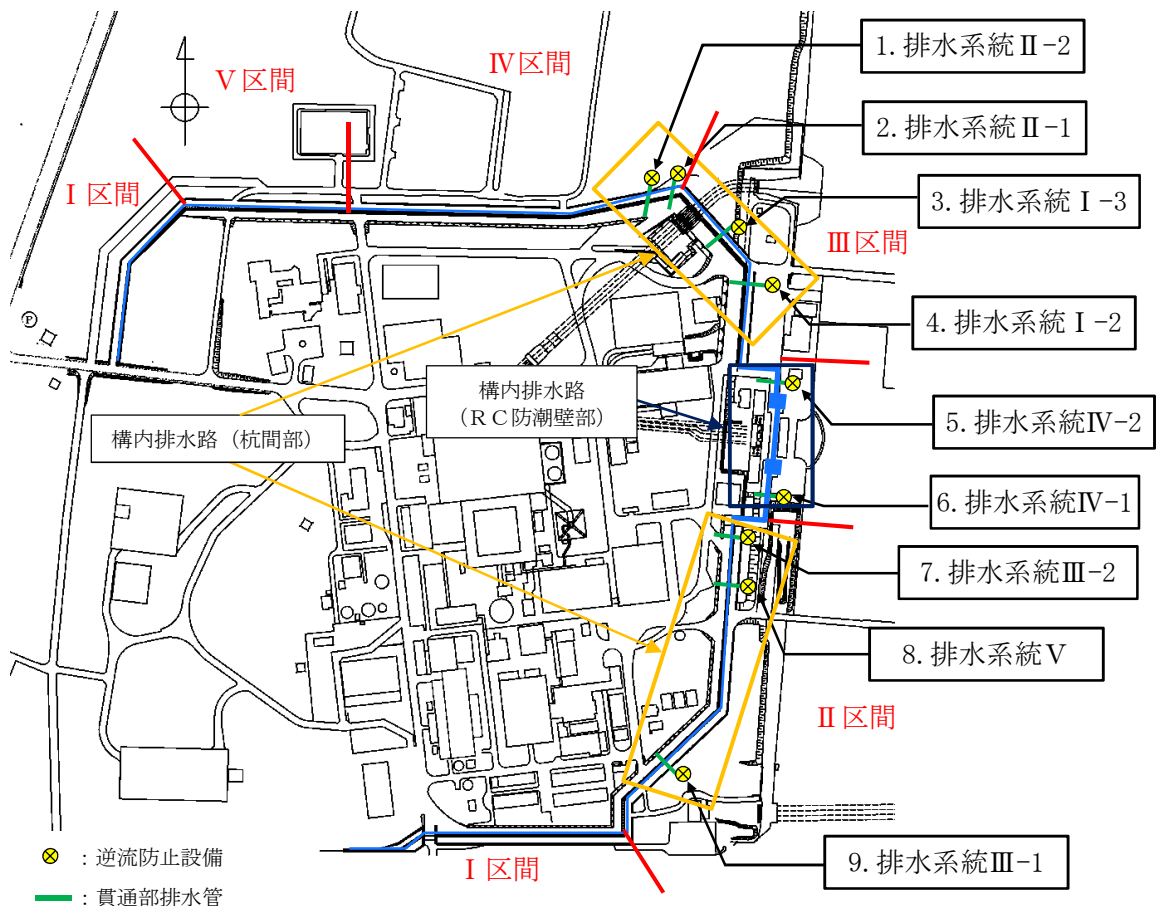 1.排水系統Ⅱ-2
Ⅳ区間
Ⅴ区間
2.排水系統Ⅱ-1
Ⅰ区間
3.排水系統Ⅰ-3
Ⅲ区間
4.排水系統Ⅰ-2
P
構内排水路
(RC防潮壁部)
構内排水路(杭間部)
5.排水系統Ⅳ-2
6.排水系統Ⅳ-1
7.排水系統Ⅲ-2
8.排水系統Ⅴ
Ⅱ区間
9.排水系統Ⅲ-1
Ⅰ区間
:逆流防止設備
:貫通部排水管